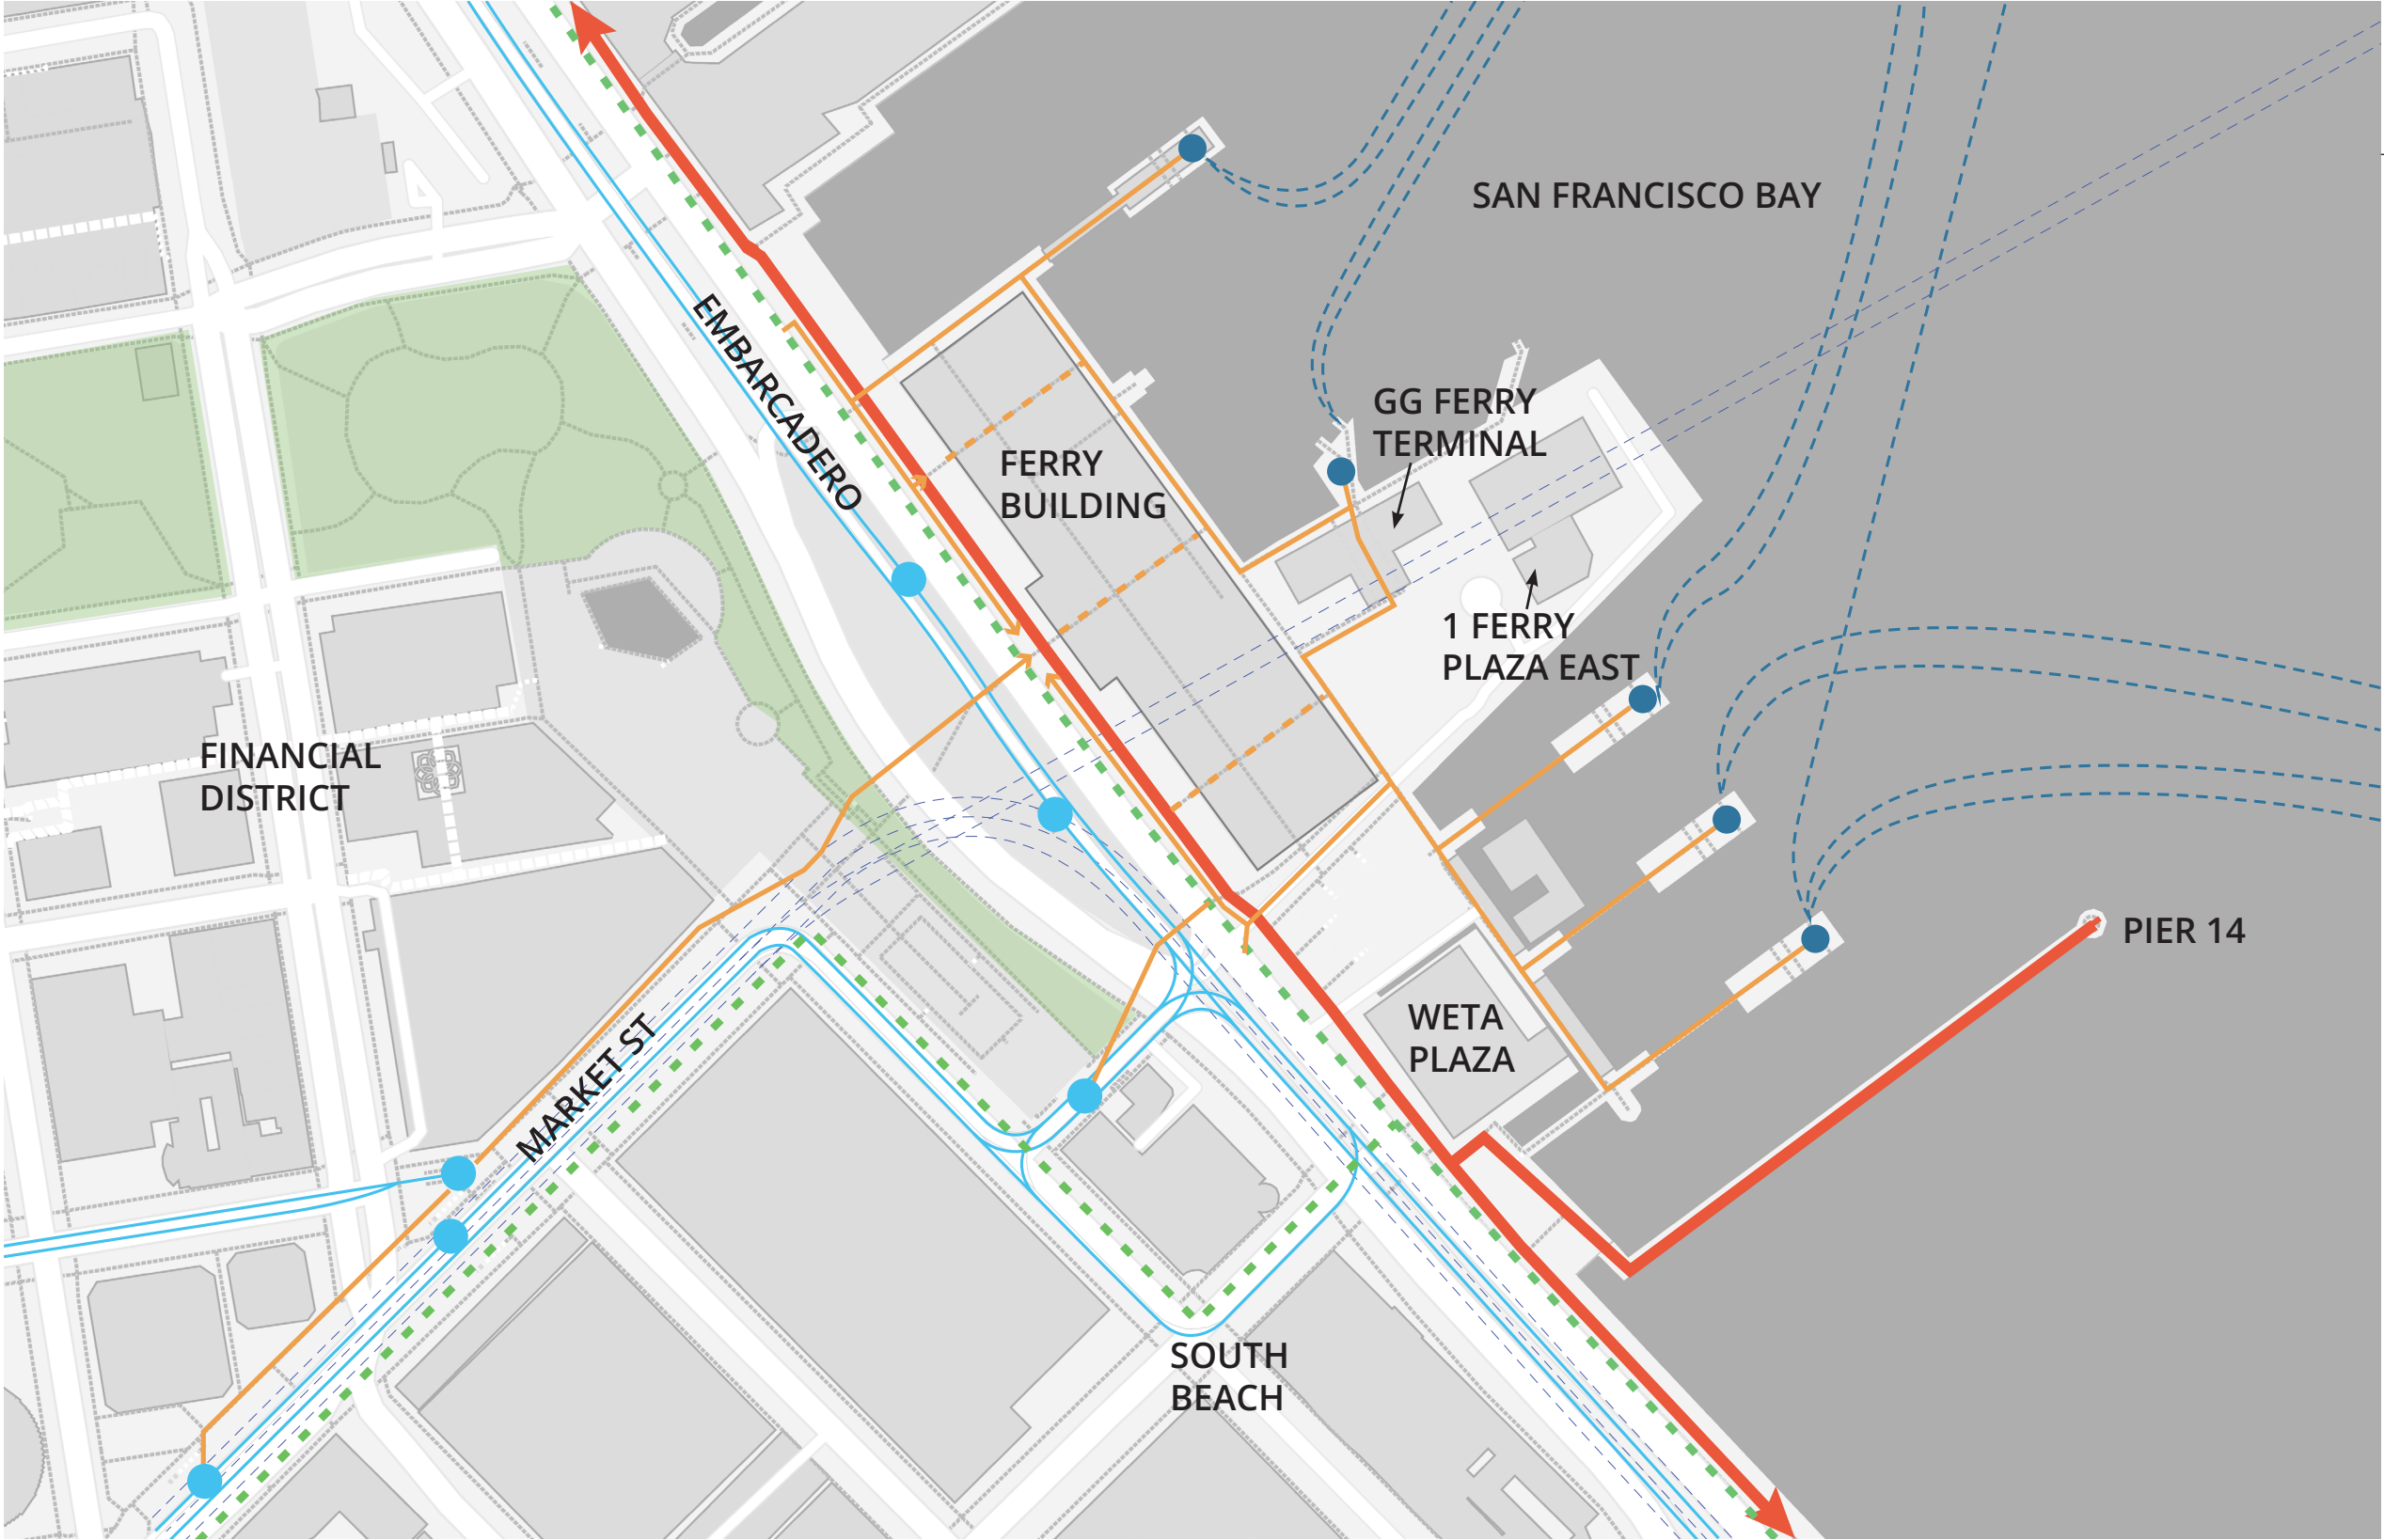 SAN FRANCISCO BAY
EMBARCADERO
GG FERRY
TERMINAL
FERRY
BUILDING
1 FERRY
PLAZA EAST
FINANCIAL
DISTRICT
PIER 14
WETA
PLAZA
MARKET ST
SOUTH
BEACH